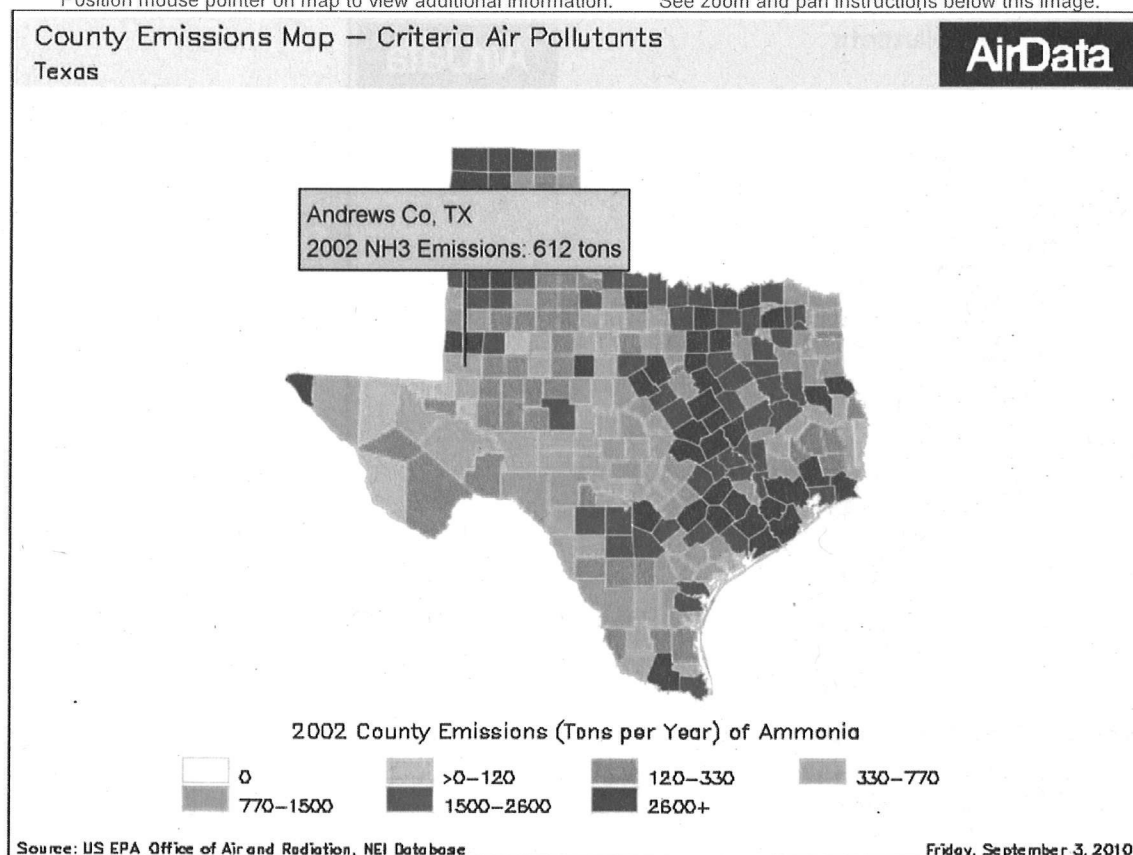 Position mouse pointer on map to view additional information. See zoom and pan instructions below this image.
County Emissions Map – Criteria Air Pollutants
Texas
AirData
Andrews Co, TX
2002 NH3 Emissions: 612 tons
2002 County Emissions (Tons per Year) of Ammonia
0 >0-120 120-330 330-770
770-1500 1500-2600 2600+
Source: US EPA Office of Air and Radiation, NEI Database Friday, September 3, 2010